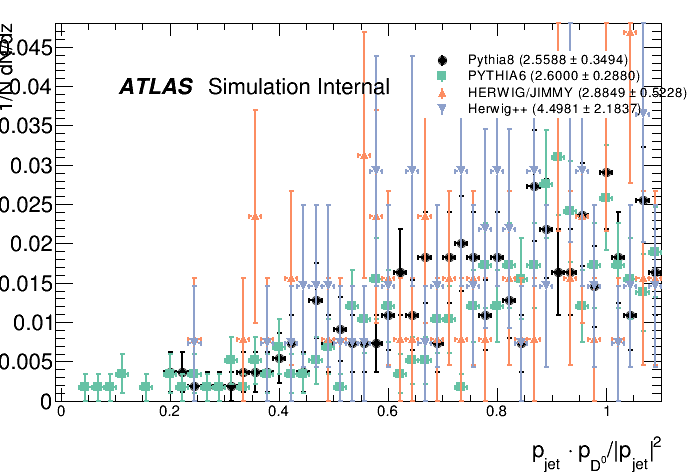 1/N dN/dz
0.045
0.04
0.035
0.03
0.025
0.02
0.015
0.01
0.005
0
ATLAS Simulation Internal
Pythia8 (2.5588 ± 0.3494)
PYTHIA6 (2.6000 ± 0.2880)
HERWIG/JIMMY (2.8849 ± 0.5228)
Herwig++ (4.4981 ± 2.1837)
0 0.2 0.4 0.6 0.8 1
p_jet · p_D⁰/|p_jet|²